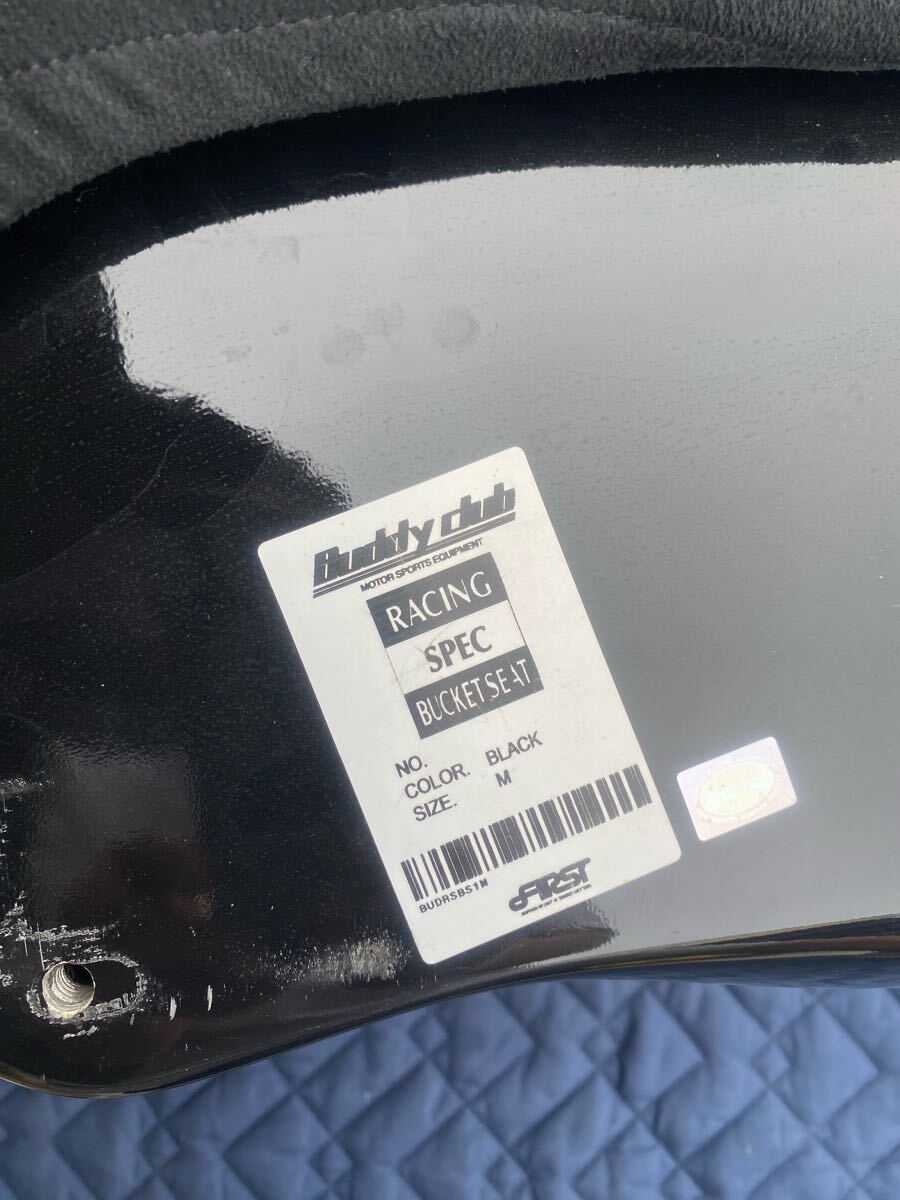 Buddy club
MOTOR SPORTS EQUIPMENT
RACING
SPEC
BUCKET SEAT
NO.
COLOR. BLACK
SIZE. M
BUDRSBS1M
FIRST